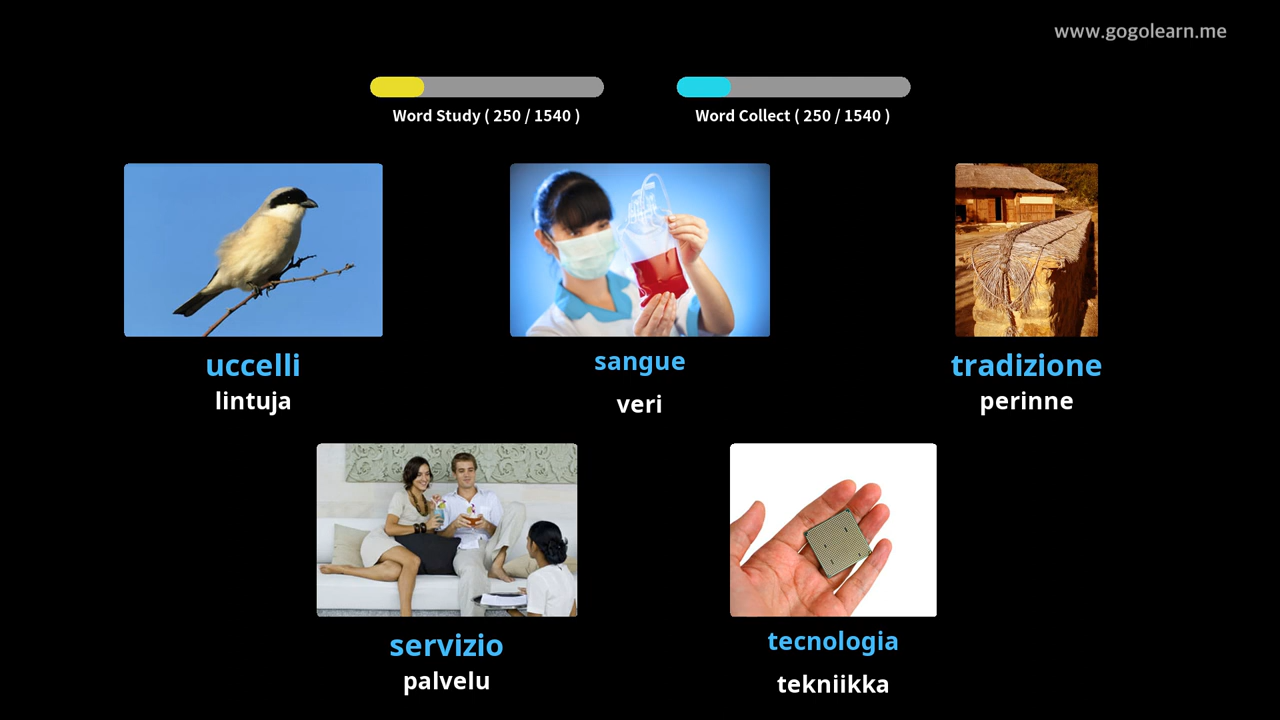 www.gogolearn.me
Word Study ( 250 / 1540 )
Word Collect ( 250 / 1540 )
uccelli
lintuja
sangue
veri
tradizione
perinne
servizio
palvelu
tecnologia
tekniikka